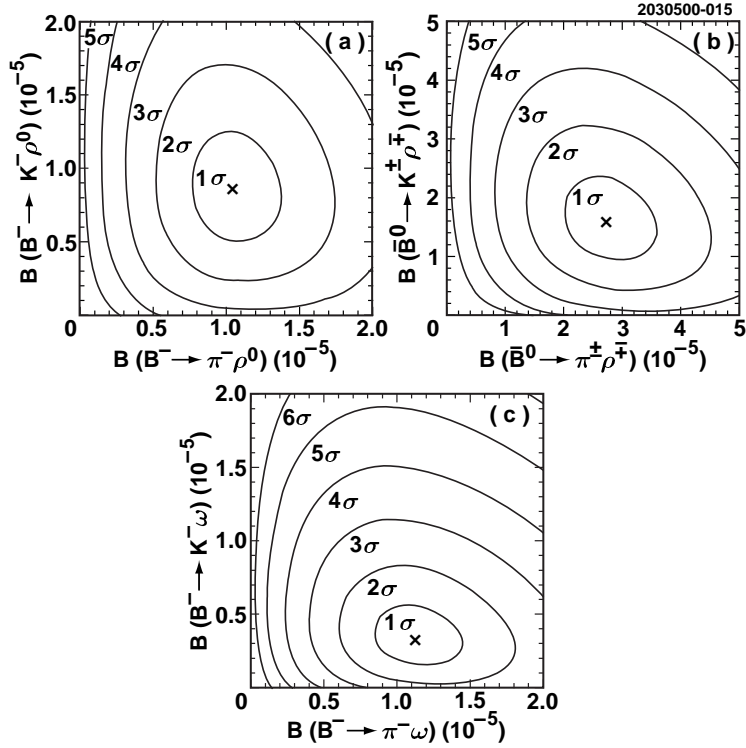 2030500-015
2.0 1.5 1.0 0.5
B (B⁻ → K⁻ρ⁰) (10⁻⁵)
5σ 4σ 3σ 2σ 1σ
( a )
0 0.5 1.0 1.5 2.0
B (B⁻ → π⁻ρ⁰) (10⁻⁵)
5 4 3 2 1 0
B (B̄⁰ → K±ρ∓) (10⁻⁵)
5σ 4σ 3σ 2σ 1σ
( b )
0 1 2 3 4 5
B (B̄⁰ → π±ρ∓) (10⁻⁵)
2.0 1.5 1.0 0.5
B (B⁻ → K⁻ω) (10⁻⁵)
6σ 5σ 4σ 3σ 2σ 1σ
( c )
0 0.5 1.0 1.5 2.0
B (B⁻ → π⁻ω) (10⁻⁵)